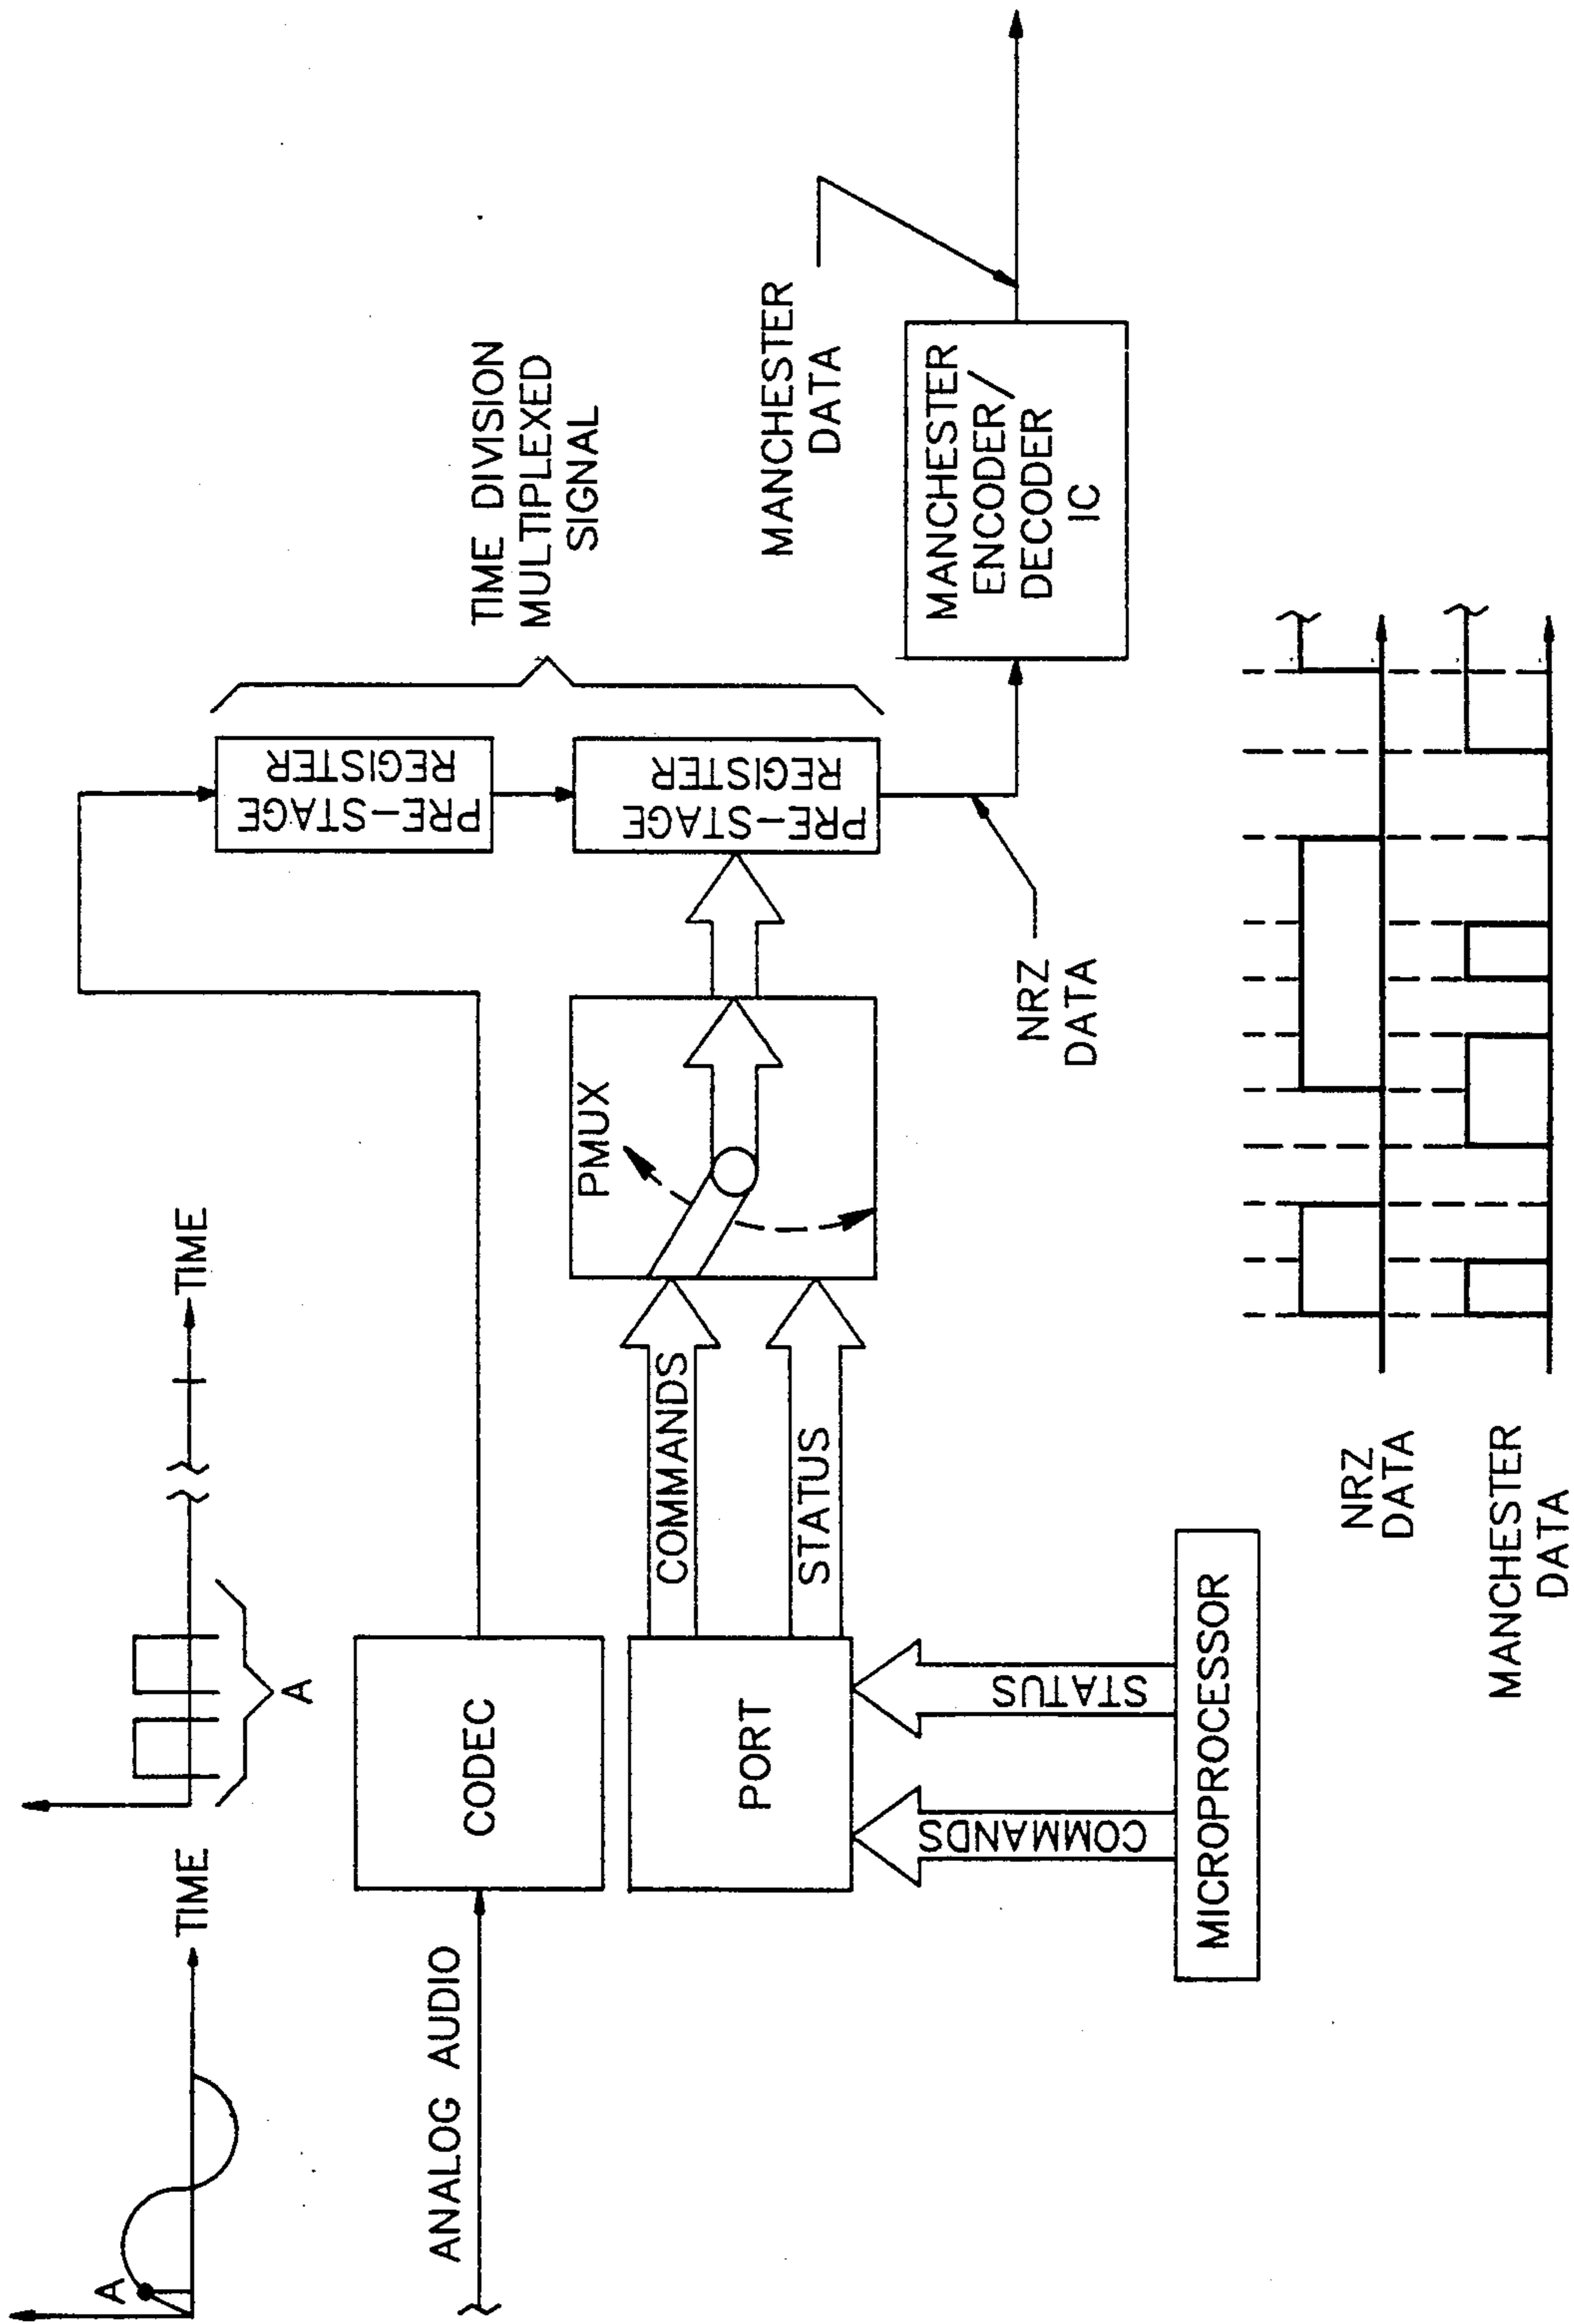 A
TIME
A
TIME
ANALOG AUDIO
CODEC
PRE-STAGE
REGISTER
TIME DIVISION
MULTIPLEXED
SIGNAL
PORT
COMMANDS
STATUS
PMUX
PRE-STAGE
REGISTER
MANCHESTER
DATA
NRZ
DATA
MANCHESTER
ENCODER/
DECODER
IC
COMMANDS
STATUS
MICROPROCESSOR
NRZ
DATA
MANCHESTER
DATA